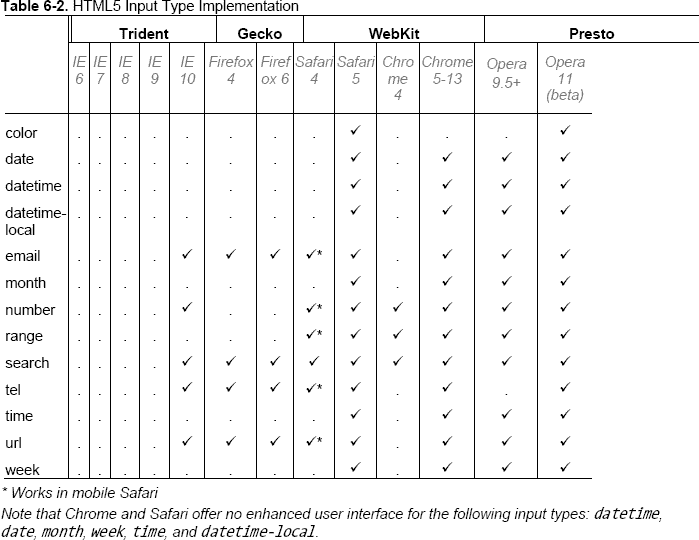 Table 6-2. HTML5 Input Type Implementation
Trident Gecko WebKit Presto
IE 6 IE 7 IE 8 IE 9 IE 10 Firefox 4 Firef ox 6 Safari 4 Safari 5 Chro me 4 Chrome 5-13 Opera 9.5+ Opera 11 (beta)
color . . . . . . . . ✓ . . . ✓
date . . . . . . . . ✓ . ✓ ✓ ✓
datetime . . . . . . . . ✓ . ✓ ✓ ✓
datetime-
local . . . . . . . . ✓ . ✓ ✓ ✓
email . . . . ✓ ✓ ✓ ✓* ✓ . ✓ ✓ ✓
month . . . . . . . . ✓ . ✓ ✓ ✓
number . . . . ✓ . . ✓* ✓ ✓ ✓ ✓ ✓
range . . . . . . . ✓* ✓ ✓ ✓ ✓ ✓
search . . . . ✓ ✓ ✓ ✓ ✓ ✓ ✓ ✓ ✓
tel . . . . ✓ ✓ ✓ ✓* ✓ . ✓ . ✓
time . . . . . . . . ✓ . ✓ ✓ ✓
url . . . . ✓ ✓ ✓ ✓* ✓ . ✓ ✓ ✓
week . . . . . . . . ✓ . ✓ ✓ ✓
* Works in mobile Safari
Note that Chrome and Safari offer no enhanced user interface for the following input types: datetime,
date, month, week, time, and datetime-local.